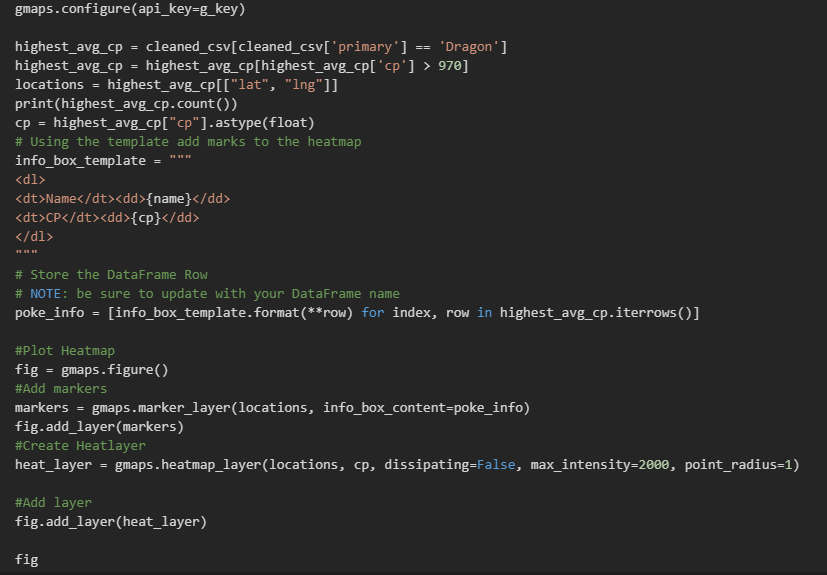 gmaps.configure(api_key=g_key)
highest_avg_cp = cleaned_csv[cleaned_csv['primary'] == 'Dragon']
highest_avg_cp = highest_avg_cp[highest_avg_cp['cp'] > 970]
locations = highest_avg_cp[["lat", "lng"]]
print(highest_avg_cp.count())
cp = highest_avg_cp["cp"].astype(float)
# Using the template add marks to the heatmap
info_box_template = """
<dl>
<dt>Name</dt><dd>{name}</dd>
<dt>CP</dt><dd>{cp}</dd>
</dl>
"""
# Store the DataFrame Row
# NOTE: be sure to update with your DataFrame name
poke_info = [info_box_template.format(**row) for index, row in highest_avg_cp.iterrows()]
#Plot Heatmap
fig = gmaps.figure()
#Add markers
markers = gmaps.marker_layer(locations, info_box_content=poke_info)
fig.add_layer(markers)
#Create Heatlayer
heat_layer = gmaps.heatmap_layer(locations, cp, dissipating=False, max_intensity=2000, point_radius=1)
#Add layer
fig.add_layer(heat_layer)
fig